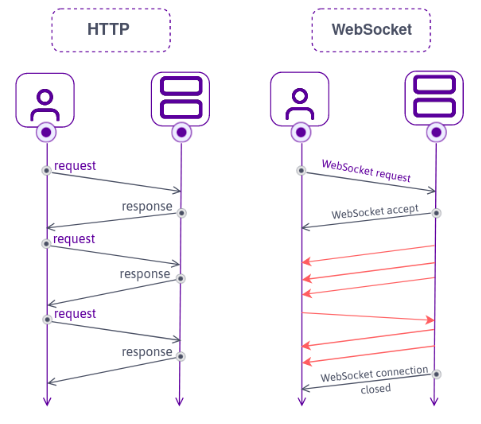 HTTP
WebSocket
request
response
request
response
request
response
WebSocket request
WebSocket accept
WebSocket connection
closed